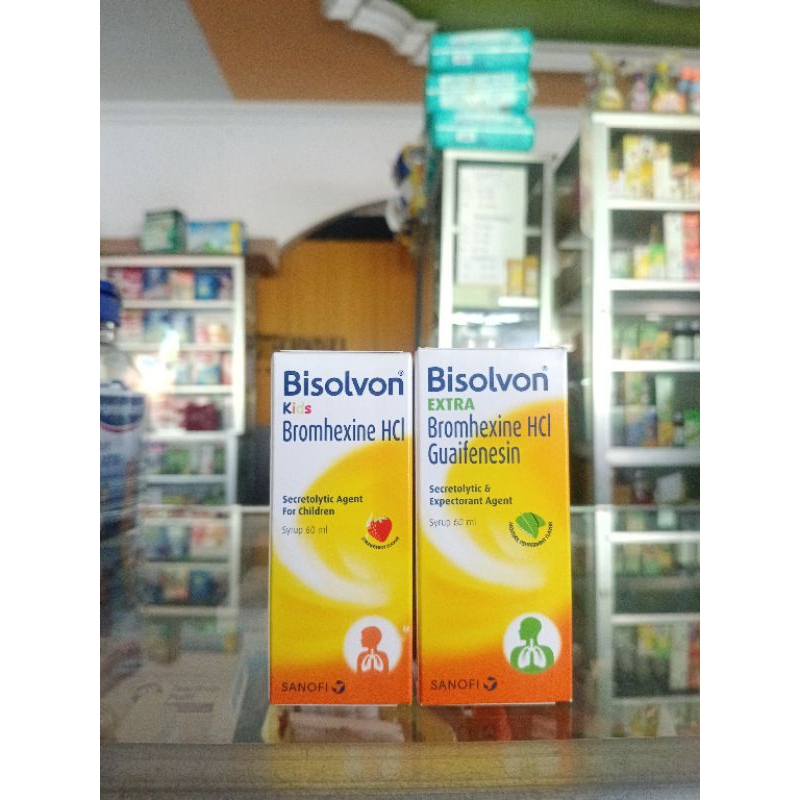 Bisolvon®
Kids
Bromhexine HCl
Secretolytic Agent
For Children
Syrup 60 ml
SANOFI
Bisolvon®
EXTRA
Bromhexine HCl
Guaifenesin
Secretolytic &
Expectorant Agent
Syrup 60 ml
SANOFI